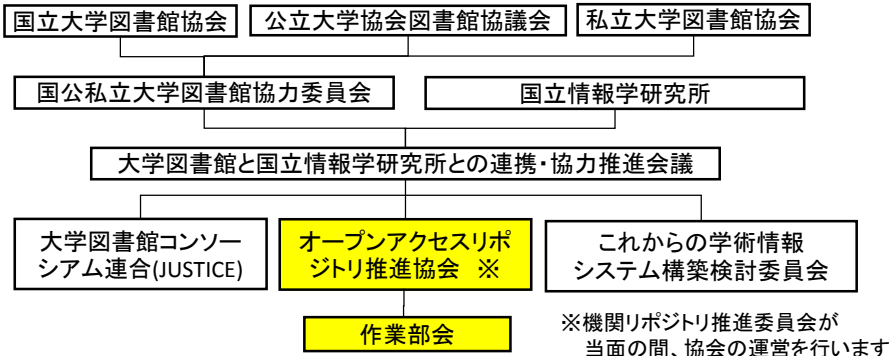 国立大学図書館協会
公立大学協会図書館協議会
私立大学図書館協会
国公私立大学図書館協力委員会
国立情報学研究所
大学図書館と国立情報学研究所との連携・協力推進会議
大学図書館コンソー
シアム連合(JUSTICE)
オープンアクセスリポ
ジトリ推進協会 ※
これからの学術情報
システム構築検討委員会
作業部会
※機関リポジトリ推進委員会が
当面の間、協会の運営を行います